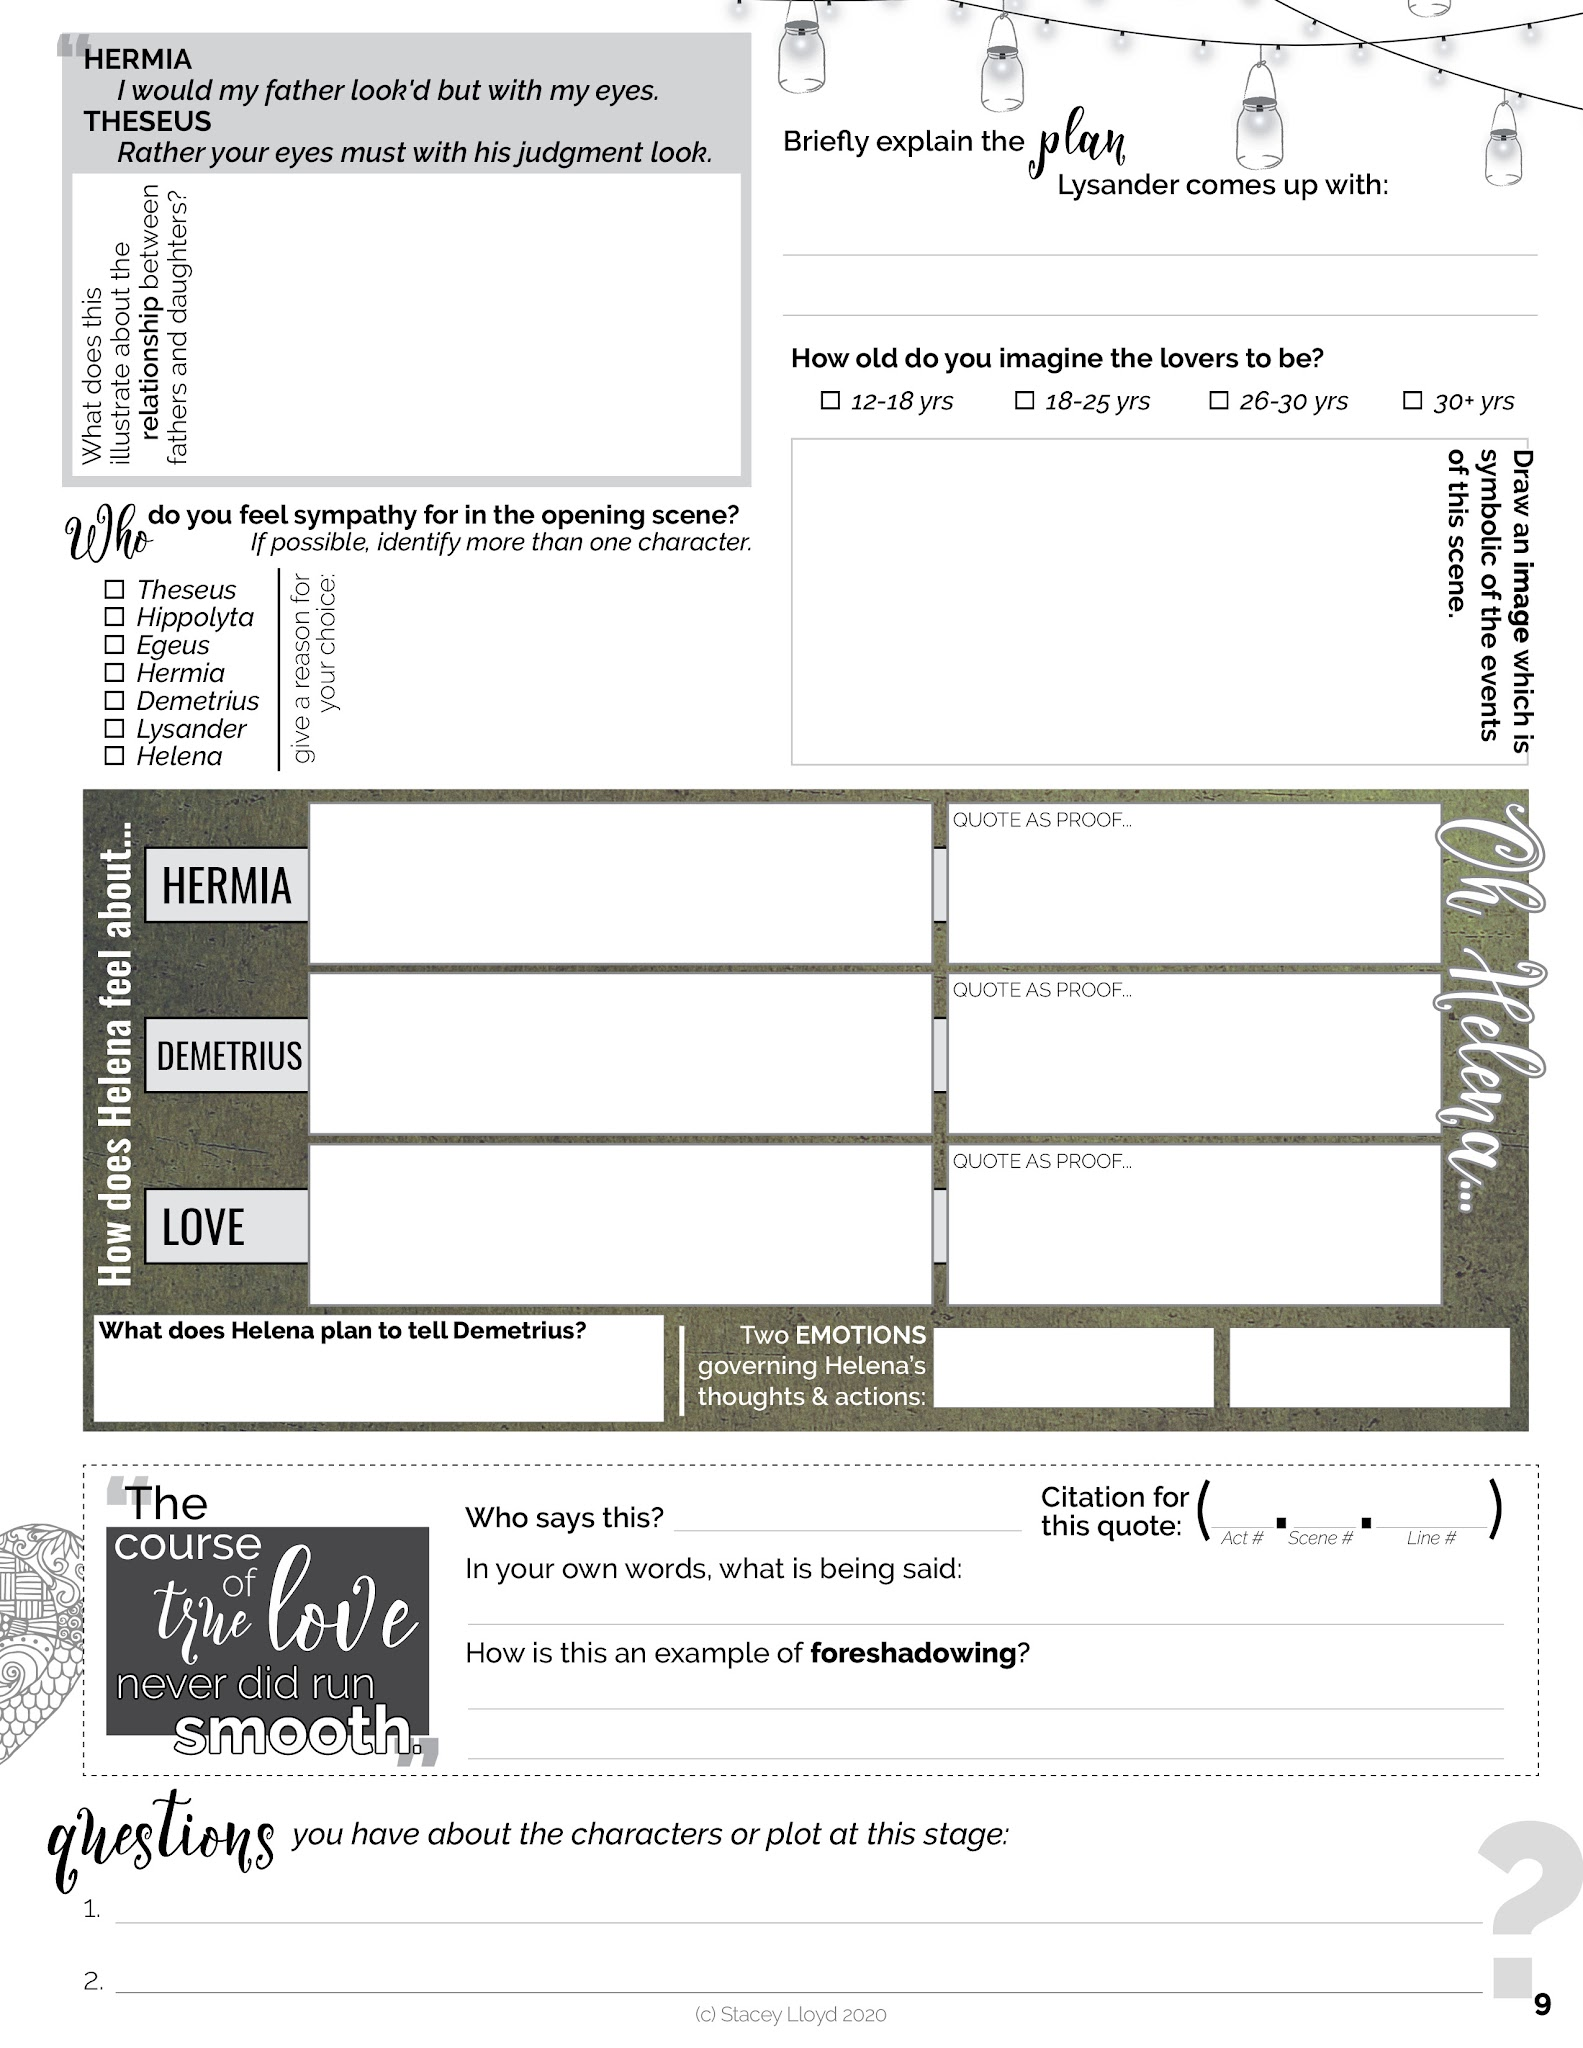 HERMIA
I would my father look'd but with my eyes.
THESEUS
Rather your eyes must with his judgment look.
What does this
illustrate about the
relationship between
fathers and daughters?
Briefly explain the plan
Lysander comes up with:
How old do you imagine the lovers to be?
12-18 yrs 18-25 yrs 26-30 yrs 30+ yrs
Draw an image which is
symbolic of the events
of this scene.
Who do you feel sympathy for in the opening scene?
If possible, identify more than one character.
Theseus
Hippolyta
Egeus
Hermia
Demetrius
Lysander
Helena
give a reason for
your choice:
Oh Helena...
How does Helena feel about...
HERMIA
QUOTE AS PROOF...
DEMETRIUS
QUOTE AS PROOF...
LOVE
QUOTE AS PROOF...
What does Helena plan to tell Demetrius?
Two EMOTIONS
governing Helena's
thoughts & actions:
“The
course
of
true love
never did run
smooth.”
Who says this?
Citation for
this quote: ( . . )
Act # Scene # Line #
In your own words, what is being said:
How is this an example of foreshadowing?
questions you have about the characters or plot at this stage:
1.
2.
?
(c) Stacey Lloyd 2020
9